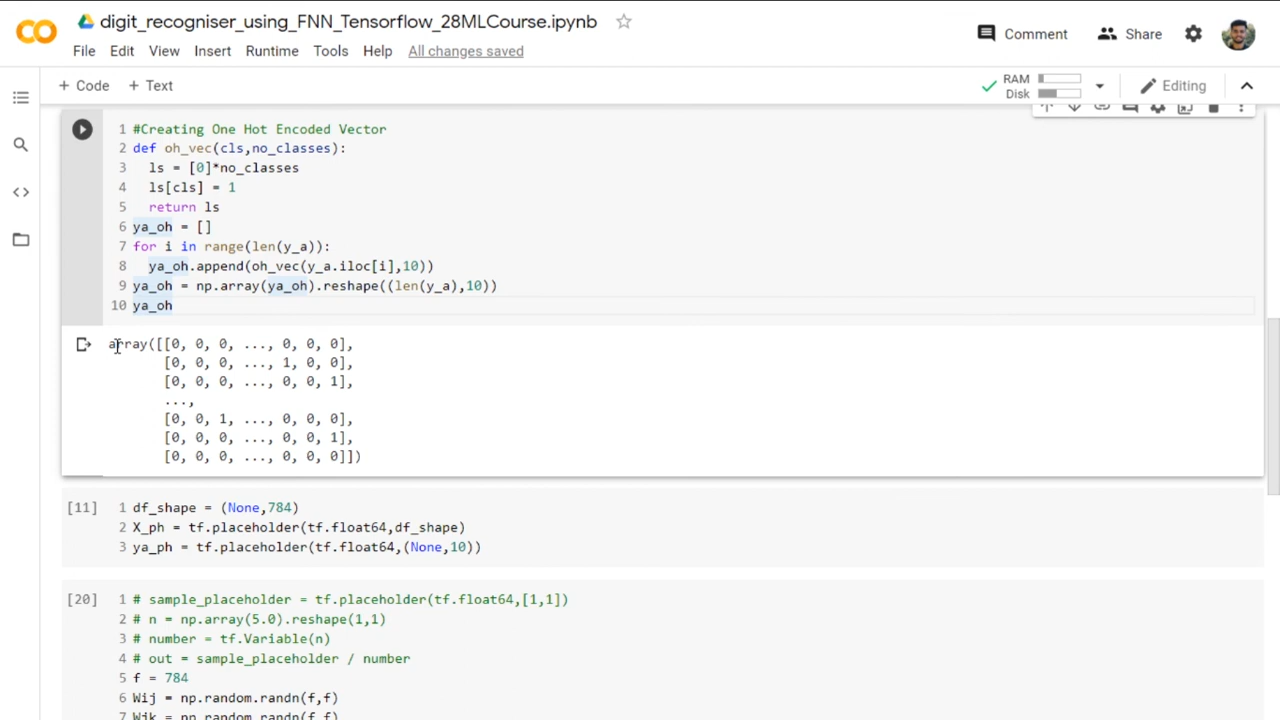 digit_recogniser_using_FNN_Tensorflow_28MLCourse.ipynb
File Edit View Insert Runtime Tools Help All changes saved
Comment Share
+ Code + Text
RAM
Disk
Editing
1 #Creating One Hot Encoded Vector
2 def oh_vec(cls,no_classes):
3 ls = [0]*no_classes
4 ls[cls] = 1
5 return ls
6 ya_oh = []
7 for i in range(len(y_a)):
8 ya_oh.append(oh_vec(y_a.iloc[i],10))
9 ya_oh = np.array(ya_oh).reshape((len(y_a),10))
10 ya_oh
array([[0, 0, 0, ..., 0, 0, 0],
[0, 0, 0, ..., 1, 0, 0],
[0, 0, 0, ..., 0, 0, 1],
...,
[0, 0, 1, ..., 0, 0, 0],
[0, 0, 0, ..., 0, 0, 1],
[0, 0, 0, ..., 0, 0, 0]])
[11] 1 df_shape = (None,784)
2 X_ph = tf.placeholder(tf.float64,df_shape)
3 ya_ph = tf.placeholder(tf.float64,(None,10))
[20] 1 # sample_placeholder = tf.placeholder(tf.float64,[1,1])
2 # n = np.array(5.0).reshape(1,1)
3 # number = tf.Variable(n)
4 # out = sample_placeholder / number
5 f = 784
6 Wij = np.random.randn(f,f)
7 Wjk = np.random.randn(f,f)